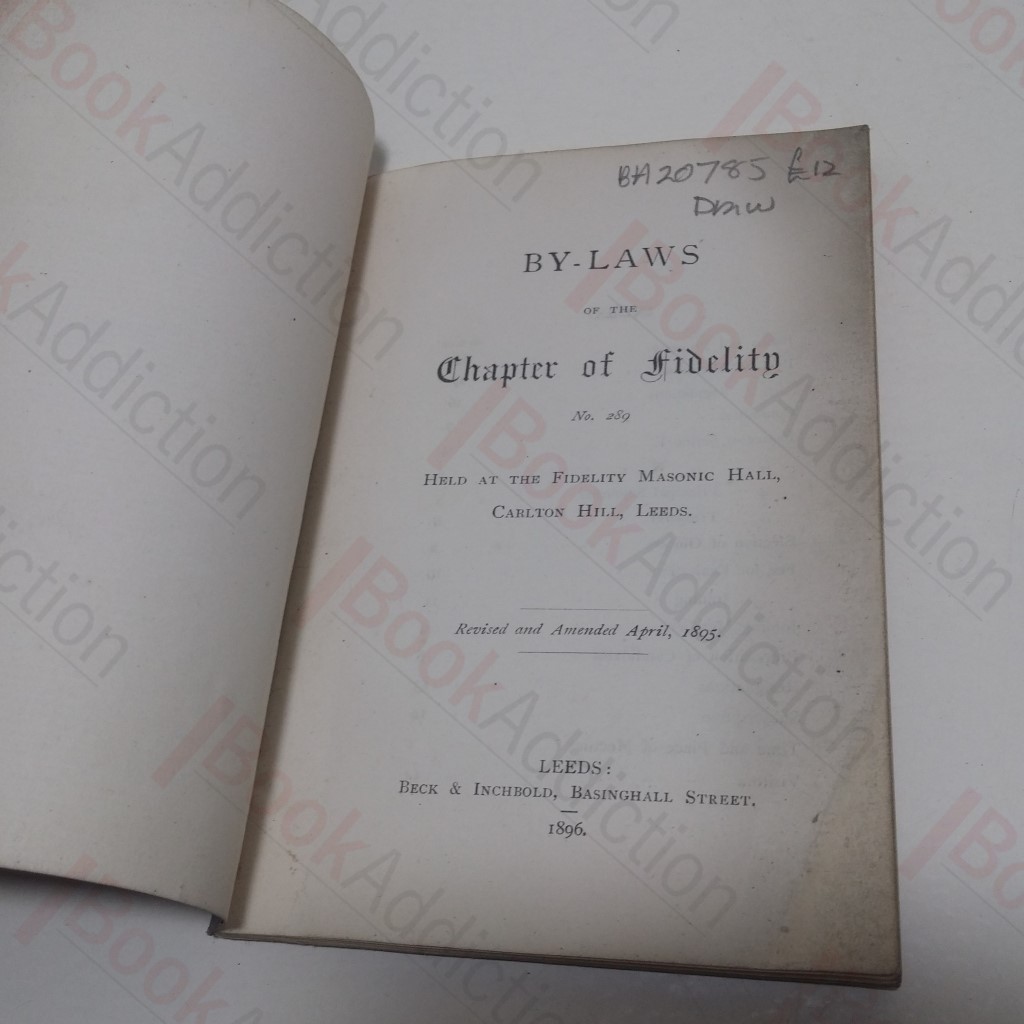 BA20785 £12
BY-LAWS
OF THE
Chapter of Fidelity
No. 289
HELD AT THE FIDELITY MASONIC HALL,
CARLTON HILL, LEEDS.
Revised and Amended April, 1895.
LEEDS:
BECK & INCHBOLD, BASINGHALL STREET.
1896.
BookAddiction